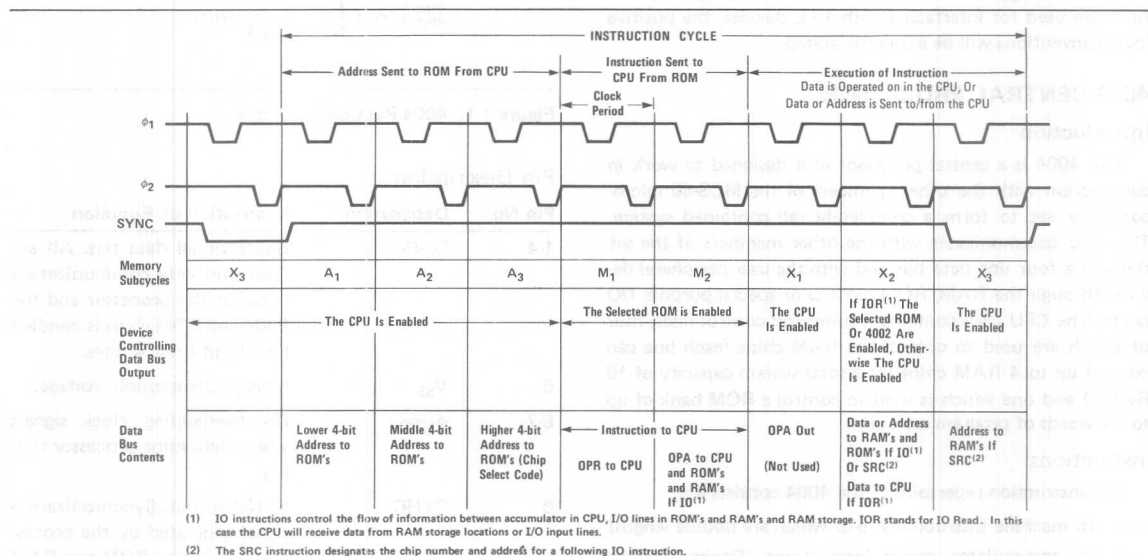 INSTRUCTION CYCLE
Address Sent to ROM From CPU
Instruction Sent to
CPU From ROM
Execution of Instruction
Data is Operated on in the CPU, Or
Data or Address is Sent to/from the CPU
Clock
Period
ϕ1
ϕ2
SYNC
Memory
Subcycles
X3
A1
A2
A3
M1
M2
X1
X2
X3
Controlling
Data Bus
Output
The CPU Is Enabled
The Selected ROM is Enabled
The CPU
Is Enabled
If IOR(1) The
Selected ROM
Or 4002 Are
Enabled, Other-
wise The CPU
Is Enabled
The CPU
Is Enabled
Data
Bus
Contents
Lower 4-bit
Address to
ROM's
Middle 4-bit
Address to
ROM's
Higher 4-bit
Address to
ROM's (Chip
Select Code)
Instruction to CPU
OPR to CPU
OPA to CPU
and ROM's
and RAM's
If IO(1)
OPA Out
(Not Used)
Data or Address
to RAM's and
ROM's If IO(1)
Or SRC(2)
Data to CPU
If IOR(1)
Address to
RAM's If
SRC(2)
(1) IO instructions control the flow of information between accumulator in CPU, I/O lines in ROM's and RAM's and RAM storage. IOR stands for IO Read. In this
case the CPU will receive data from RAM storage locations or I/O input lines.
(2) The SRC instruction designates the chip number and address for a following IO instruction.